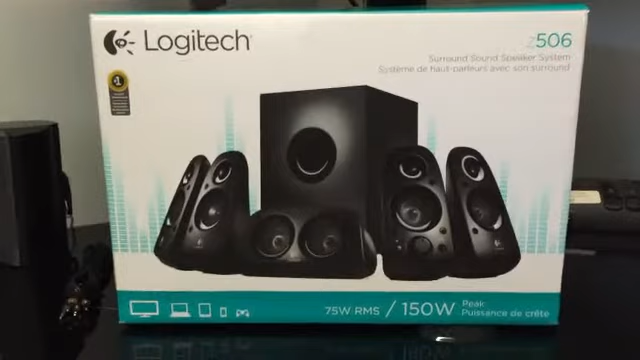 Logitech
Z506
Surround Sound Speaker System
Système de haut-parleurs avec son surround
#1
75W RMS / 150W Peak
Puissance de crête